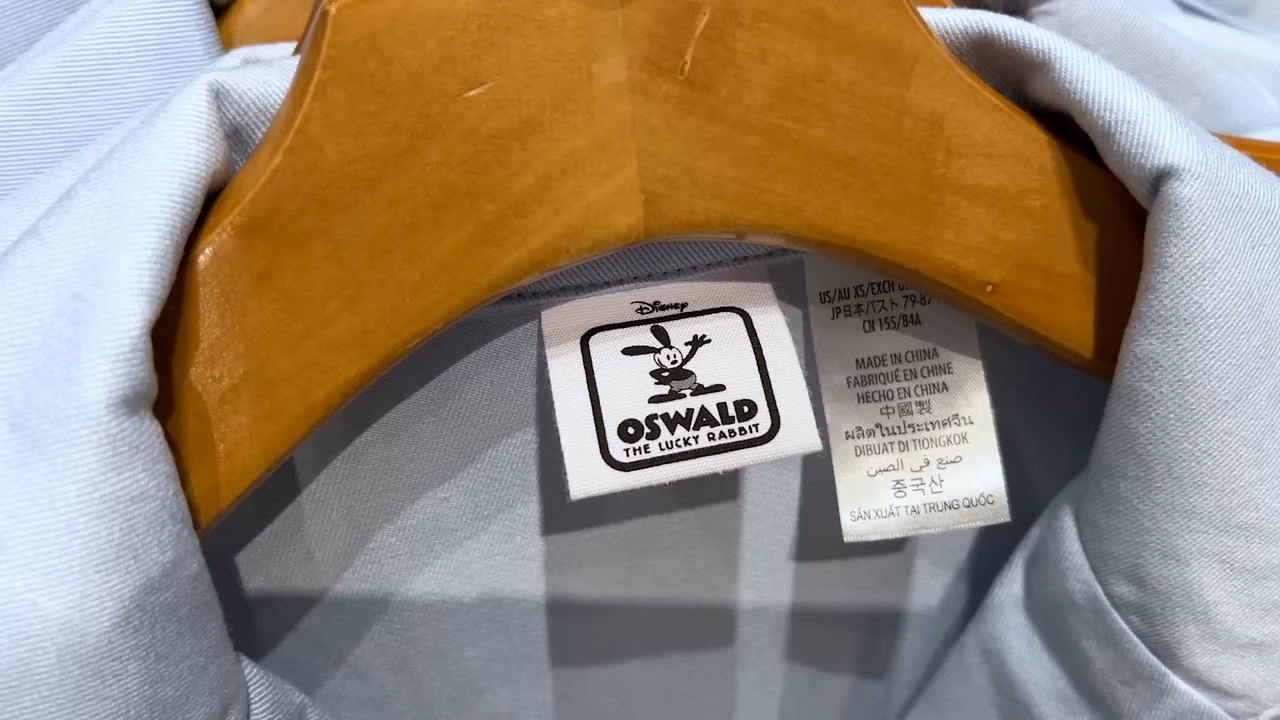 Disney
OSWALD
THE LUCKY RABBIT
US/AU XS/EXCH
JP日本バスト 79-87
CN 155/84A
MADE IN CHINA
FABRIQUÉ EN CHINE
HECHO EN CHINA
中國製
ผลิตในประเทศจีน
DIBUAT DI TIONGKOK
صنع في الصين
중국산
SẢN XUẤT TẠI TRUNG QUỐC